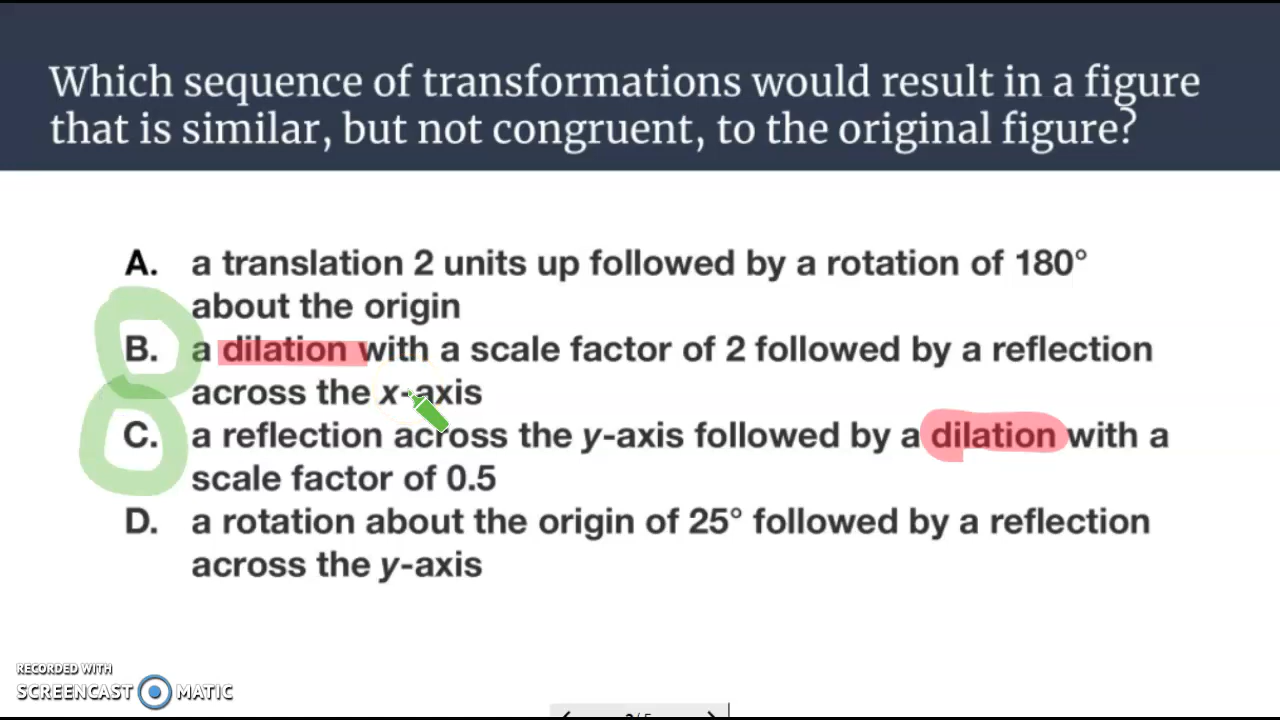 Which sequence of transformations would result in a figure
that is similar, but not congruent, to the original figure?
A. a translation 2 units up followed by a rotation of 180°
about the origin
B. a dilation with a scale factor of 2 followed by a reflection
across the x-axis
C. a reflection across the y-axis followed by a dilation with a
scale factor of 0.5
D. a rotation about the origin of 25° followed by a reflection
across the y-axis
RECORDED WITH
SCREENCAST MATIC